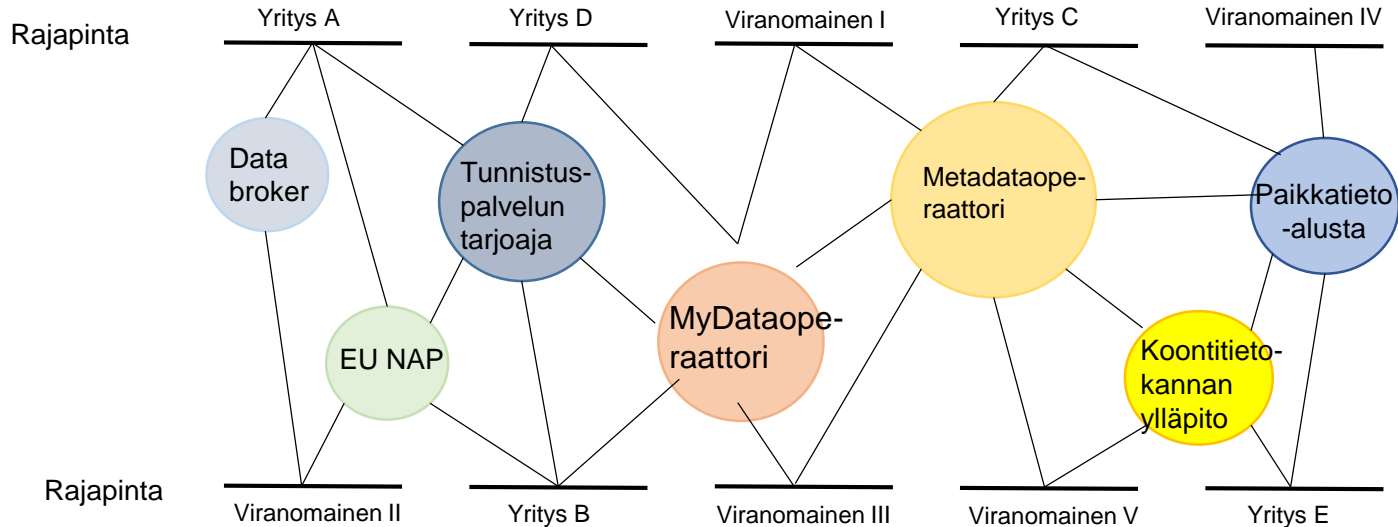 Rajapinta
Yritys A
Yritys D
Viranomainen I
Yritys C
Viranomainen IV
Data
broker
Tunnistus-
palvelun
tarjoaja
Metadataope-
raattori
Paikkatieto
-alusta
EU NAP
MyDataope-
raattori
Koontitieto-
kannan
ylläpito
Rajapinta
Viranomainen II
Yritys B
Viranomainen III
Viranomainen V
Yritys E